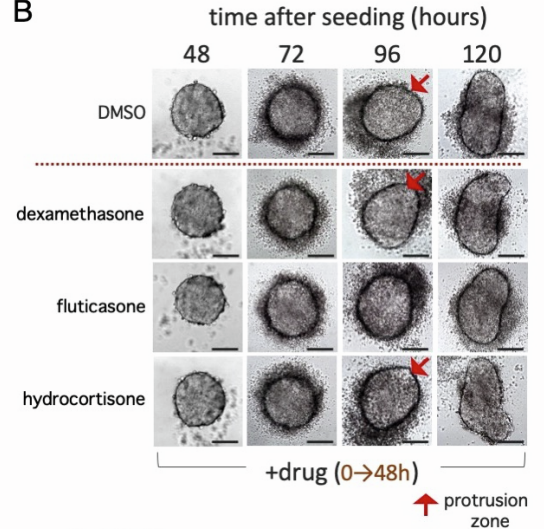 B
time after seeding (hours)
48 72 96 120
DMSO
dexamethasone
fluticasone
hydrocortisone
+drug (0→48h)
protrusion
zone